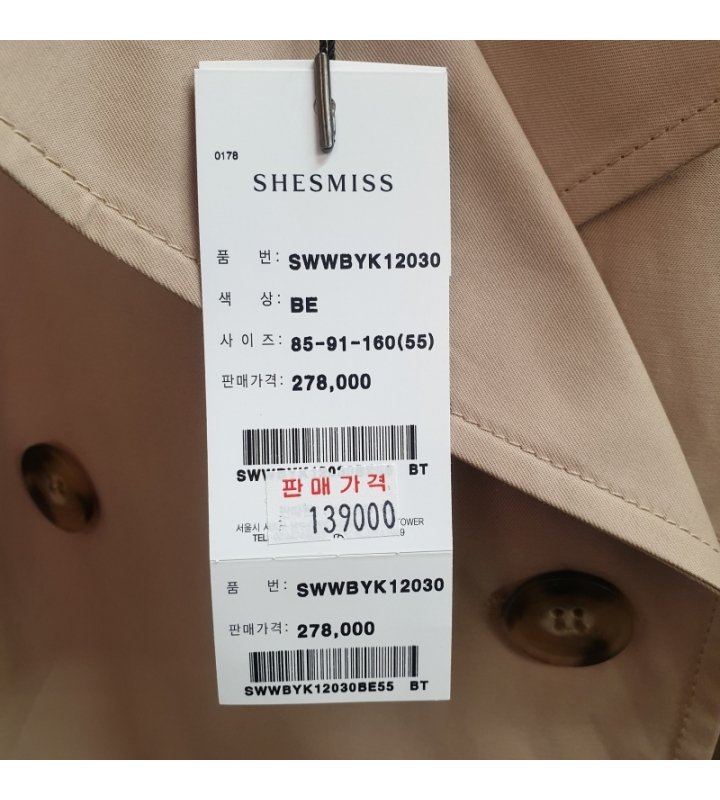 0178
SHESMISS
품 번: SWWBYK12030
색 상: BE
사이즈: 85-91-160(55)
판매가격: 278,000
BT
판매가격
139000
서울시
TEL
OWER
9
품 번: SWWBYK12030
판매가격: 278,000
SWWBYK12030BE55 BT